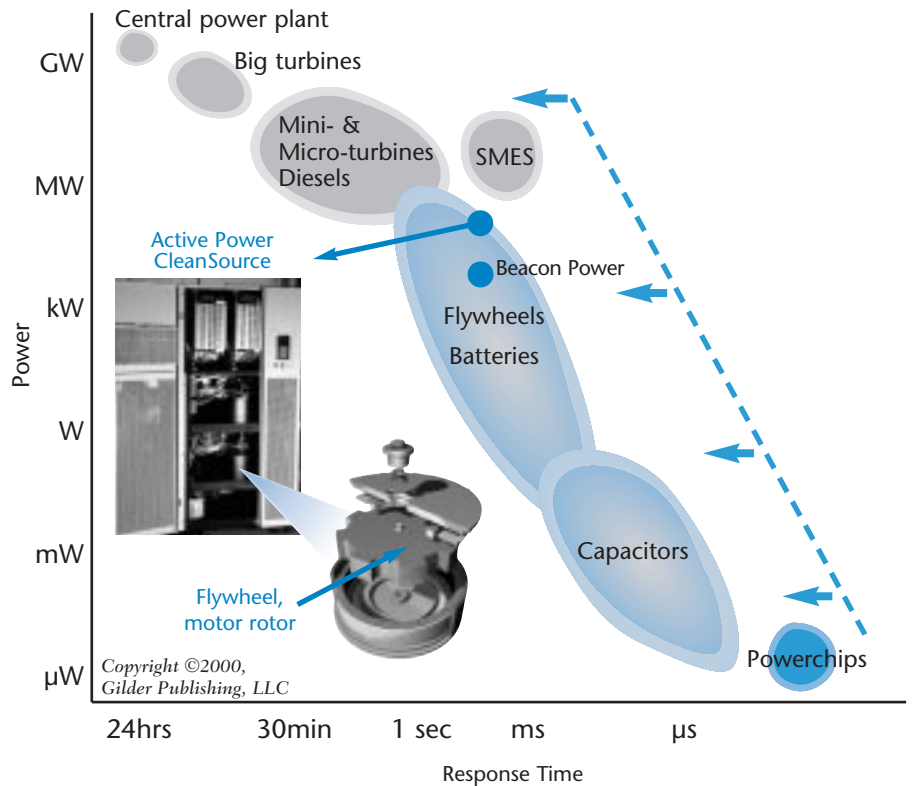 Central power plant
GW
Big turbines
Mini- &
Micro-turbines
Diesels
SMES
MW
Active Power
CleanSource
Beacon Power
kW
Flywheels
Batteries
Power
W
mW
Capacitors
Flywheel,
motor rotor
Powerchips
µW
Copyright ©2000,
Gilder Publishing, LLC
24hrs 30min 1 sec ms µs
Response Time